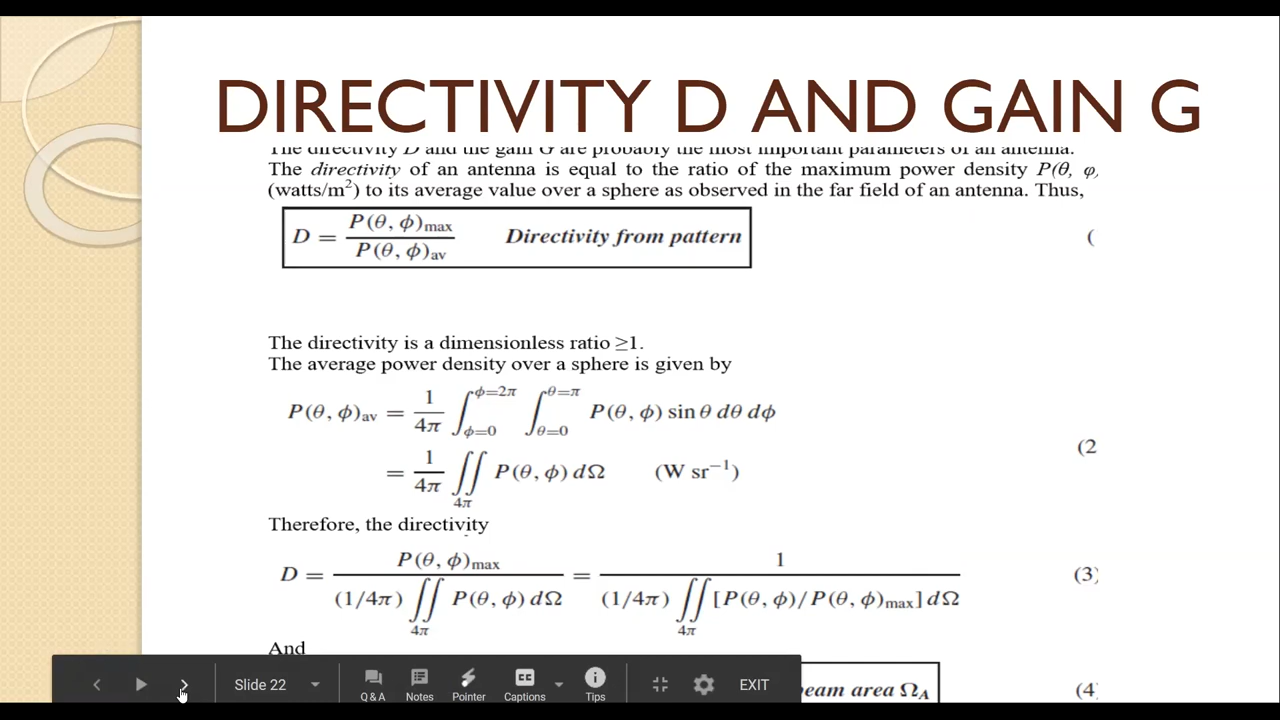 DIRECTIVITY D AND GAIN G
The directivity D and the gain G are probably the most important parameters of an antenna.
The directivity of an antenna is equal to the ratio of the maximum power density P(θ, φ)
(watts/m²) to its average value over a sphere as observed in the far field of an antenna. Thus,
D = P(θ, ϕ)max / P(θ, ϕ)av Directivity from pattern (
The directivity is a dimensionless ratio ≥1.
The average power density over a sphere is given by
P(θ, ϕ)av = 1/4π ∫ϕ=0^ϕ=2π ∫θ=0^θ=π P(θ, ϕ) sin θ dθ dϕ
= 1/4π ∬4π P(θ, ϕ) dΩ (W sr⁻¹) (2
Therefore, the directivity
D = P(θ, ϕ)max / (1/4π) ∬4π P(θ, ϕ) dΩ = 1 / (1/4π) ∬4π [P(θ, ϕ)/P(θ, ϕ)max] dΩ (3)
And
eam area ΩA (4)
Slide 22 Q & A Notes Pointer Captions Tips EXIT